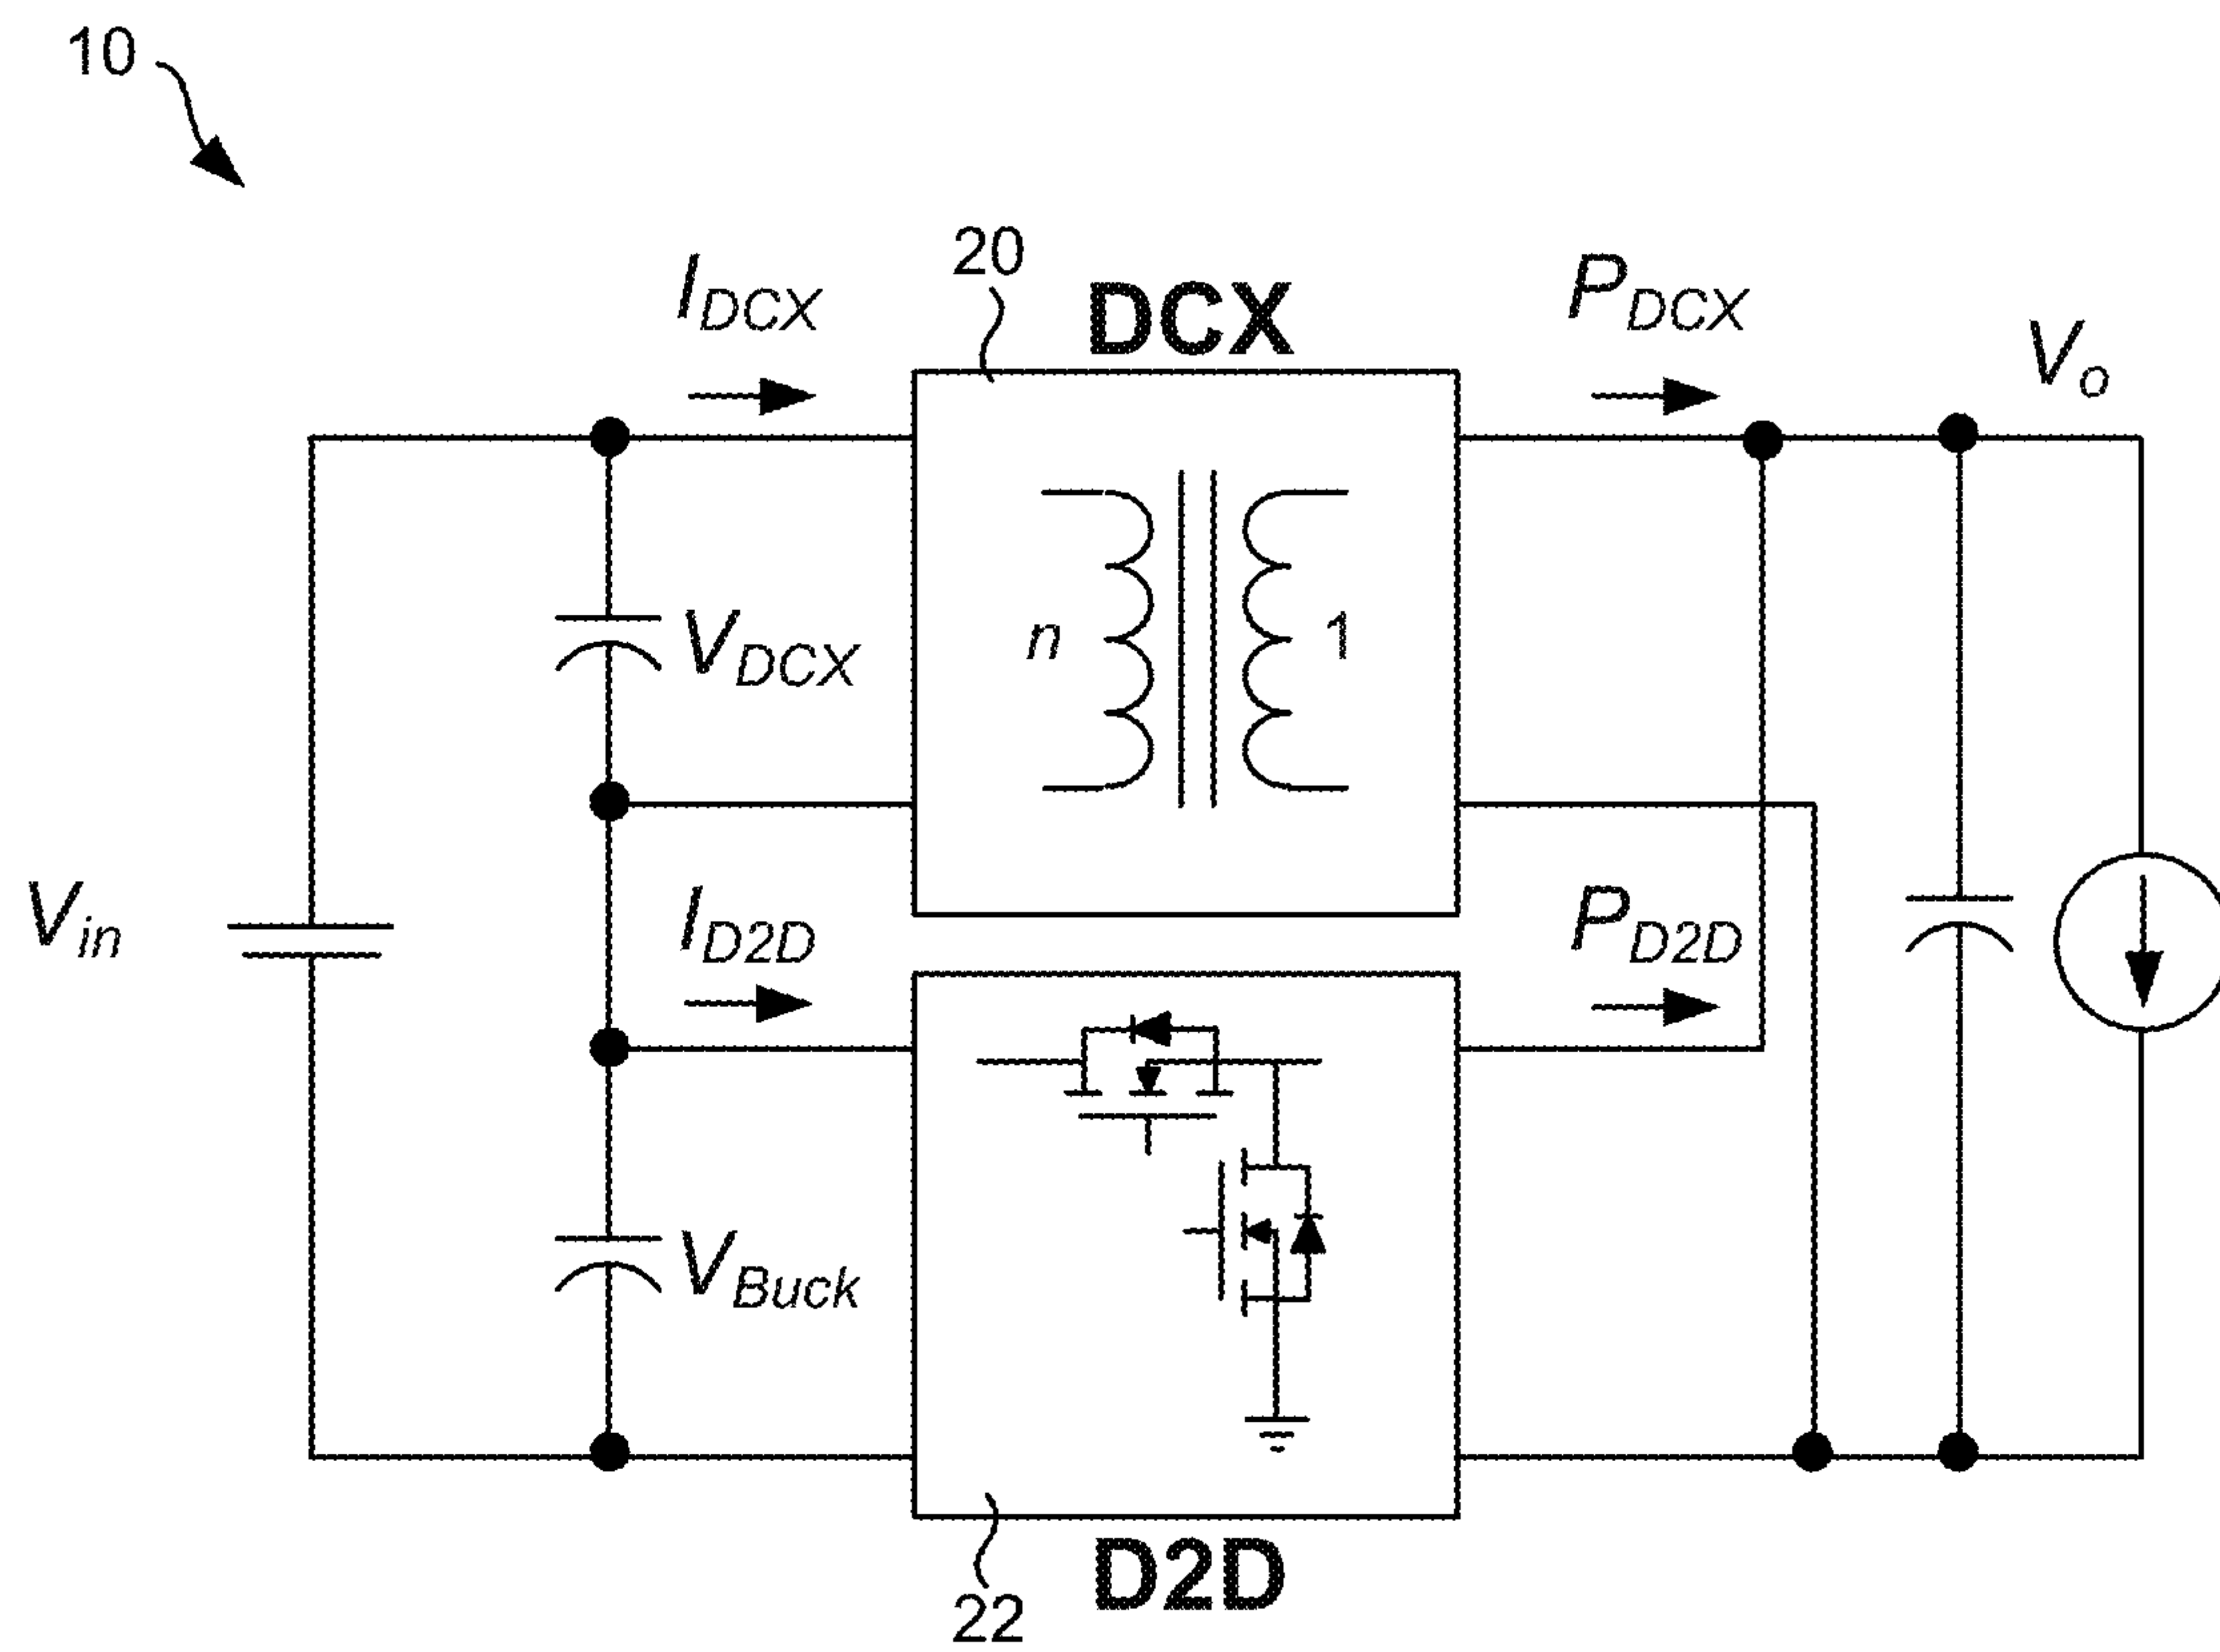 10
20
I_DCX
DCX
P_DCX
V_o
n
1
V_DCX
V_in
I_D2D
P_D2D
V_Buck
D2D
22